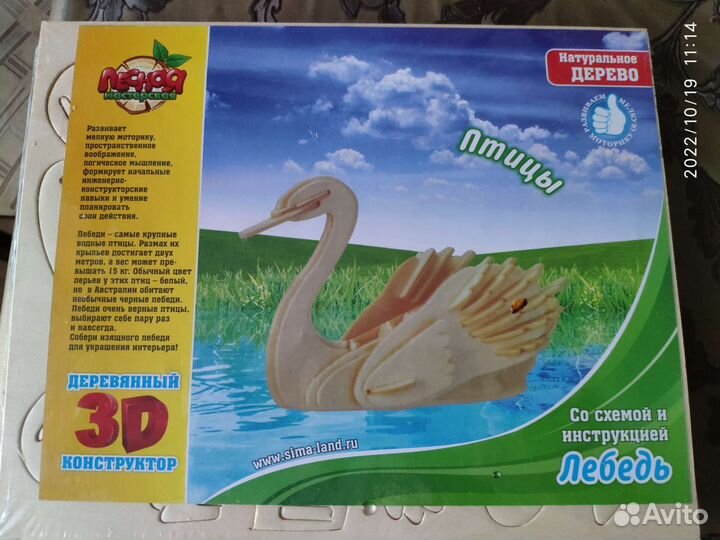 Лесная
мастерская
Развивает
мелкую моторику,
пространственное
воображение,
логическое мышление,
формирует начальные
инженерно-
конструкторские
навыки и умение
планировать
свои действия.
Лебеди – самые крупные
водные птицы. Размах их
крыльев достигает двух
метров, а вес может пре-
вышать 15 кг. Обычный цвет
перьев у этих птиц – белый,
но в Австралии обитают
необычные черные лебеди.
Лебеди очень верные птицы,
выбирают себе пару раз
и навсегда.
Собери изящного лебедя
для украшения интерьера!
ДЕРЕВЯННЫЙ
3D
КОНСТРУКТОР
Натуральное
ДЕРЕВО
РАЗВИВАЕМ МЕЛКУЮ
МОТОРИКУ
Птицы
www.sima-land.ru
Со схемой и
инструкцией
Лебедь
2022/10/19 11:14
Avito